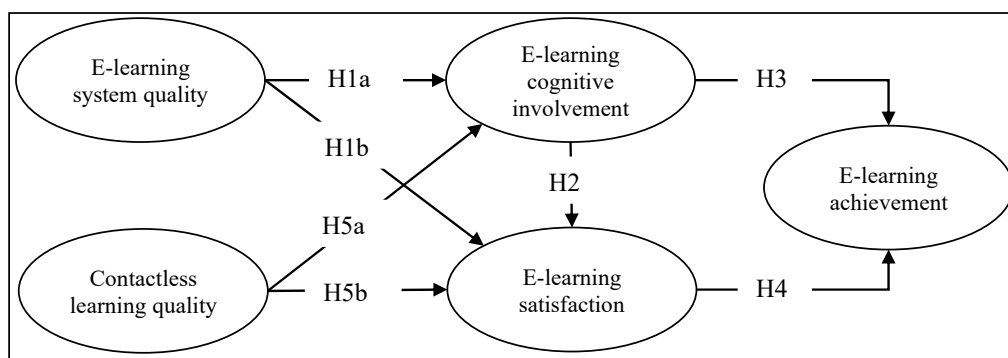 E-learning
system quality
H1a
E-learning
cognitive
involvement
H3
H1b
H2
E-learning
achievement
H5a
Contactless
learning quality
H5b
E-learning
satisfaction
H4